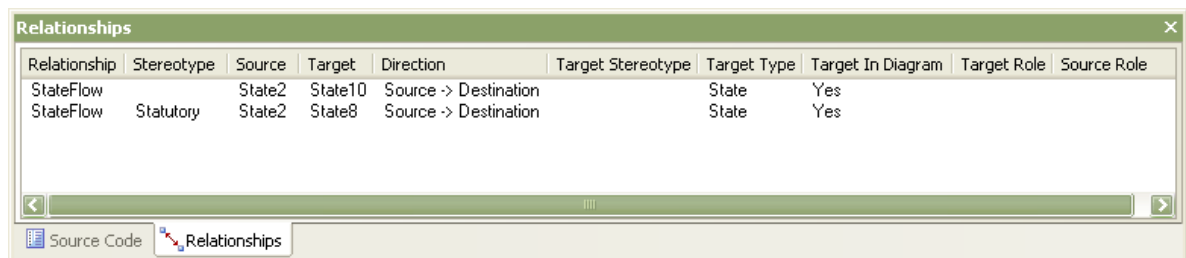 Relationships
Relationship Stereotype Source Target Direction Target Stereotype Target Type Target In Diagram Target Role Source Role
StateFlow State2 State10 Source -> Destination State Yes
StateFlow Statutory State2 State8 Source -> Destination State Yes
Source Code Relationships